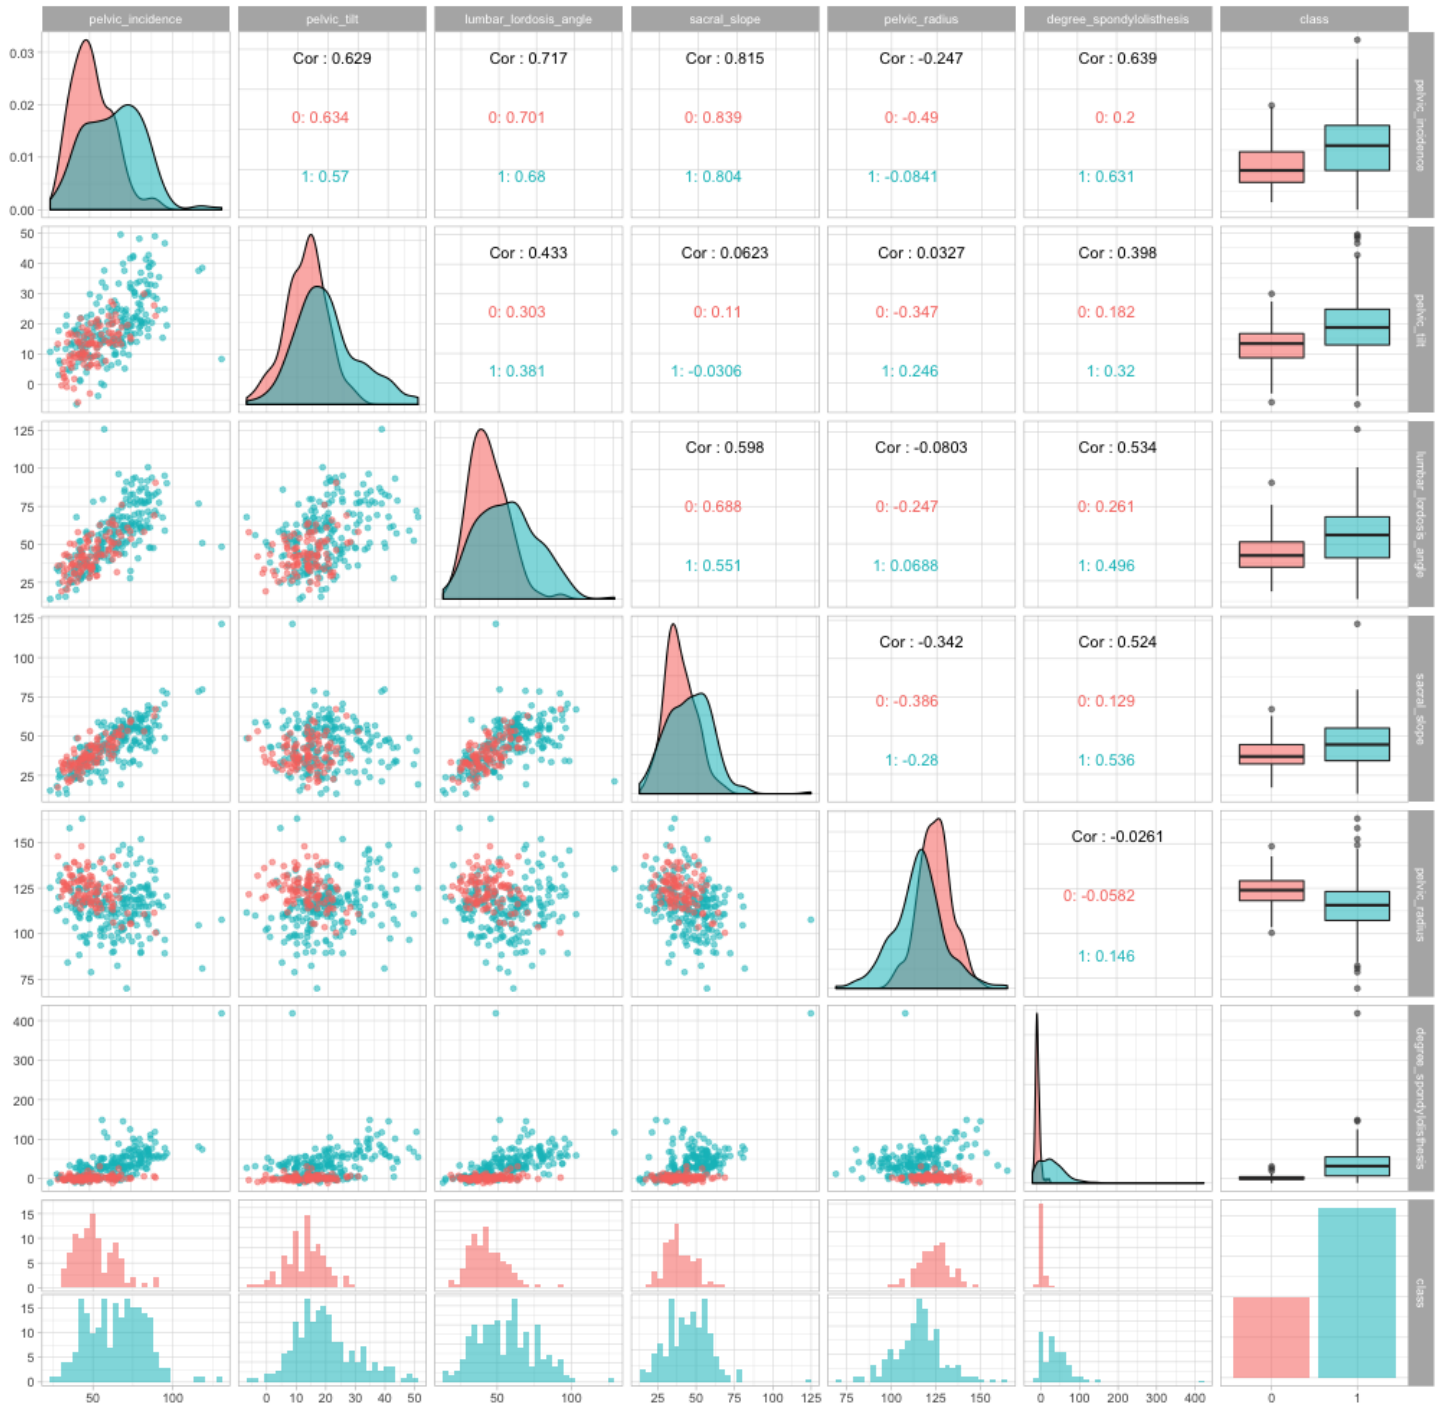 pelvic_incidence pelvic_tilt lumbar_lordosis_angle sacral_slope pelvic_radius degree_spondylolisthesis class
0.03
0.02
0.01
0.00
Cor : 0.629 Cor : 0.717 Cor : 0.815 Cor : -0.247 Cor : 0.639
0: 0.634 0: 0.701 0: 0.839 0: -0.49 0: 0.2
1: 0.57 1: 0.68 1: 0.804 1: -0.0841 1: 0.631
pelvic_incidence
50
40
30
20
10
0
Cor : 0.433 Cor : 0.0623 Cor : 0.0327 Cor : 0.398
0: 0.303 0: 0.11 0: -0.347 0: 0.182
1: 0.381 1: -0.0306 1: 0.246 1: 0.32
pelvic_tilt
125
100
75
50
25
Cor : 0.598 Cor : -0.0803 Cor : 0.534
0: 0.688 0: -0.247 0: 0.261
1: 0.551 1: 0.0688 1: 0.496
lumbar_lordosis_angle
125
100
75
50
25
Cor : -0.342 Cor : 0.524
0: -0.386 0: 0.129
1: -0.28 1: 0.536
sacral_slope
150
125
100
75
Cor : -0.0261
0: -0.0582
1: 0.146
pelvic_radius
400
300
200
100
0
degree_spondylolisthesis
15
10
5
0
15
10
5
0
class
50 100 0 10 20 30 40 50 50 100 25 50 75 100 125 75 100 125 150 0 100 200 300 400 0 1